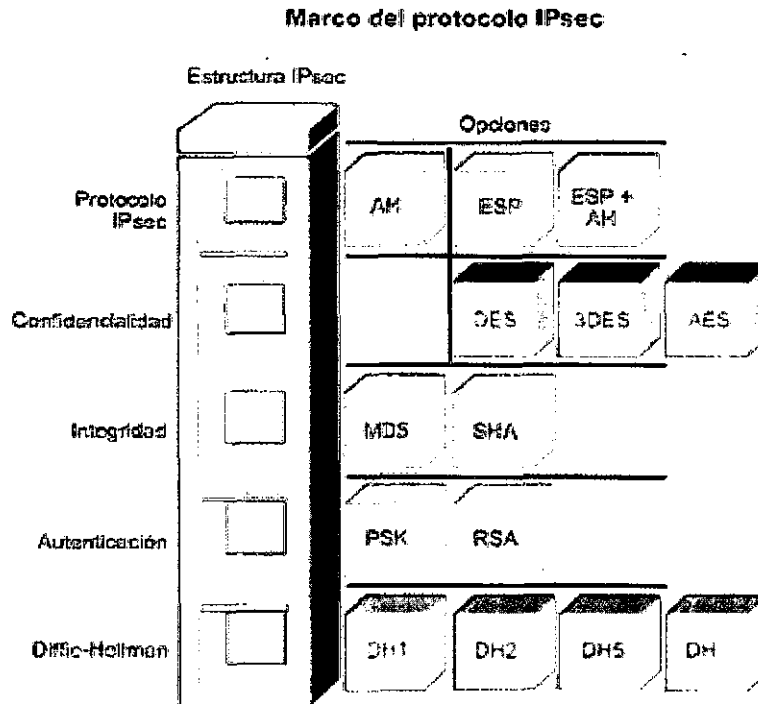 Marco del protocolo IPsec
Estructura IPsec
Opciones
Protocolo
IPsec
AH
ESP
ESP +
AH
Confidencialidad
DES
3DES
AES
Integridad
MD5
SHA
Autenticación
PSK
RSA
Diffie-Hellman
DH1
DH2
DH5
DH